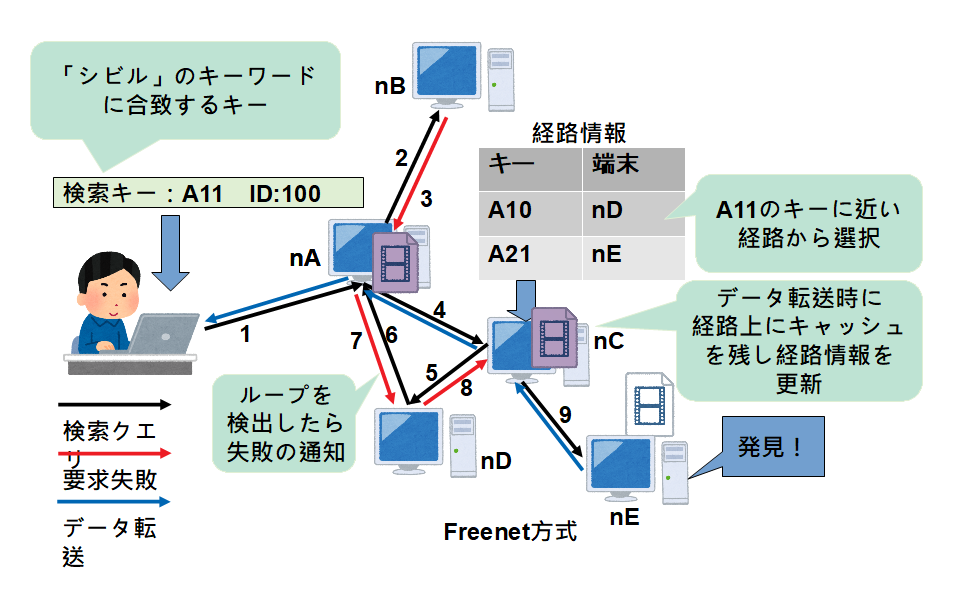 「シビル」のキーワード
に合致するキー
検索キー：A11 ID:100
nB
2
3
経路情報
キー 端末
A10 nD
A21 nE
A11のキーに近い
経路から選択
nA
1
4
5
6
7
8
9
nC
データ転送時に
経路上にキャッシュ
を残し経路情報を
更新
ループを
検出したら
失敗の通知
nD
nE
発見！
検索クエ
リ
要求失敗
データ転
送
Freenet方式